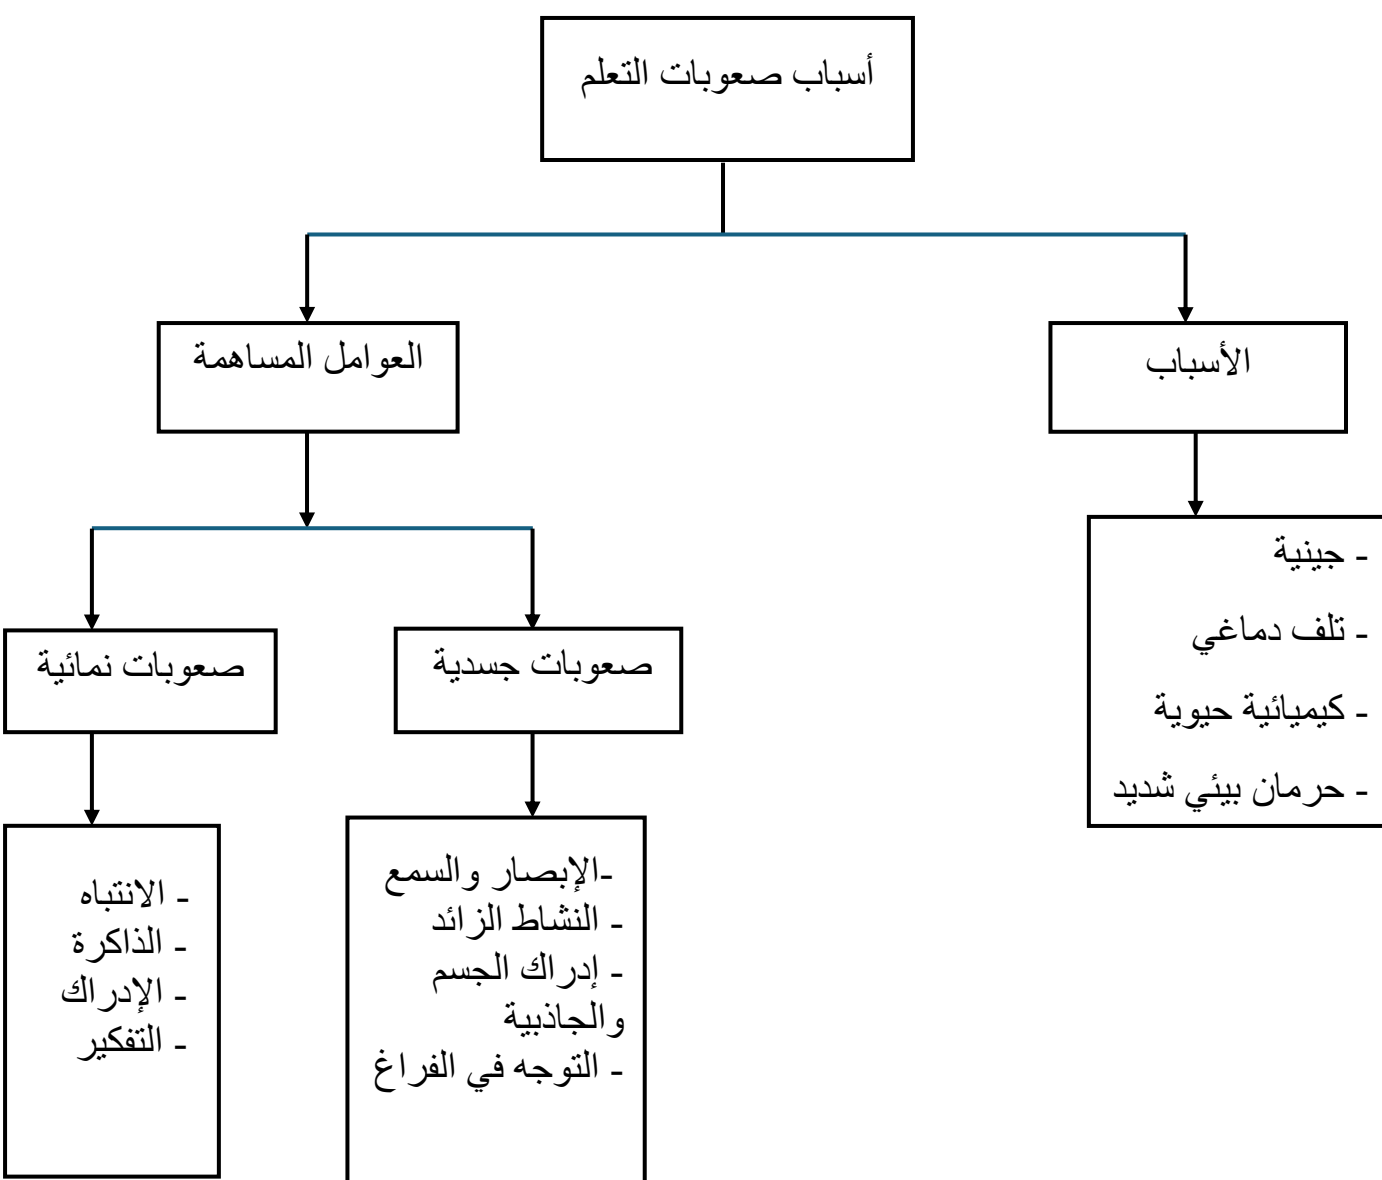 أسباب صعوبات التعلم
الأسباب
العوامل المساهمة
- جينية
- تلف دماغي
- كيميائية حيوية
- حرمان بيئي شديد
صعوبات جسدية
صعوبات نمائية
-الإبصار والسمع
- النشاط الزائد
- إدراك الجسم
والجاذبية
- التوجه في الفراغ
- الانتباه
- الذاكرة
- الإدراك
- التفكير